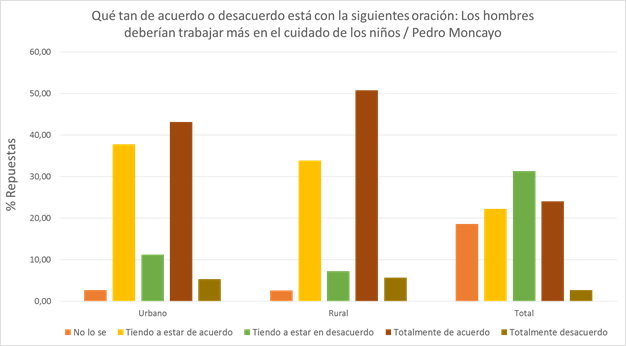 Qué tan de acuerdo o desacuerdo está con la siguientes oración: Los hombres
deberían trabajar más en el cuidado de los niños / Pedro Moncayo
60,00
50,00
40,00
30,00
20,00
10,00
0,00
% Repuestas
Urbano Rural Total
No lo se Tiendo a estar de acuerdo Tiendo a estar en desacuerdo Totalmente de acuerdo Totalmente desacuerdo